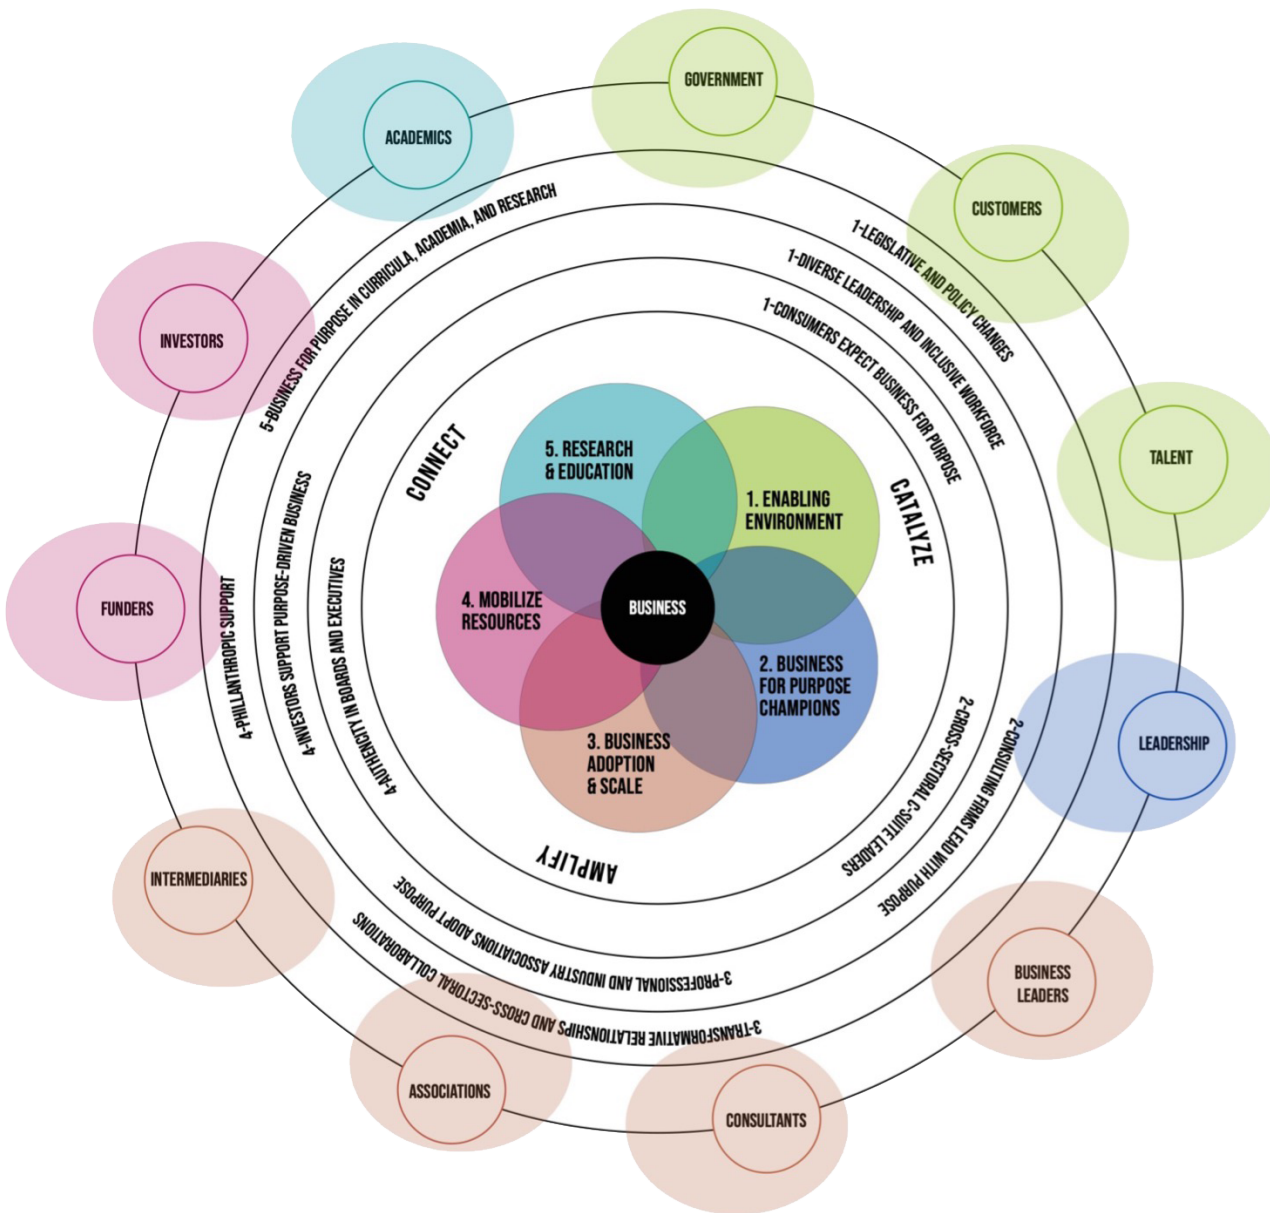 GOVERNMENT
ACADEMICS
CUSTOMERS
INVESTORS
TALENT
FUNDERS
LEADERSHIP
INTERMEDIARIES
BUSINESS
LEADERS
ASSOCIATIONS
CONSULTANTS
5-BUSINESS FOR PURPOSE IN CURRICULA, ACADEMIA, AND RESEARCH
1-LEGISLATIVE AND POLICY CHANGES
1-DIVERSE LEADERSHIP AND INCLUSIVE WORKFORCE
1-CONSUMERS EXPECT BUSINESS FOR PURPOSE
4-PHILLANTHROPIC SUPPORT
4-INVESTORS SUPPORT PURPOSE-DRIVEN BUSINESS
4-AUTHENCITY IN BOARDS AND EXECUTIVES
2-CROSS-SECTORAL C-SUITE LEADERS
2-CONSULTING FIRMS LEAD WITH PURPOSE
3-PROFESSIONAL AND INDUSTRY ASSOCIATIONS ADOPT PURPOSE
3-TRANSFORMATIVE RELATIONSHIPS AND CROSS-SECTORAL COLLABORATIONS
CONNECT
CATALYZE
AMPLIFY
5. RESEARCH
& EDUCATION
1. ENABLING
ENVIRONMENT
4. MOBILIZE
RESOURCES
BUSINESS
2. BUSINESS
FOR PURPOSE
CHAMPIONS
3. BUSINESS
ADOPTION
& SCALE